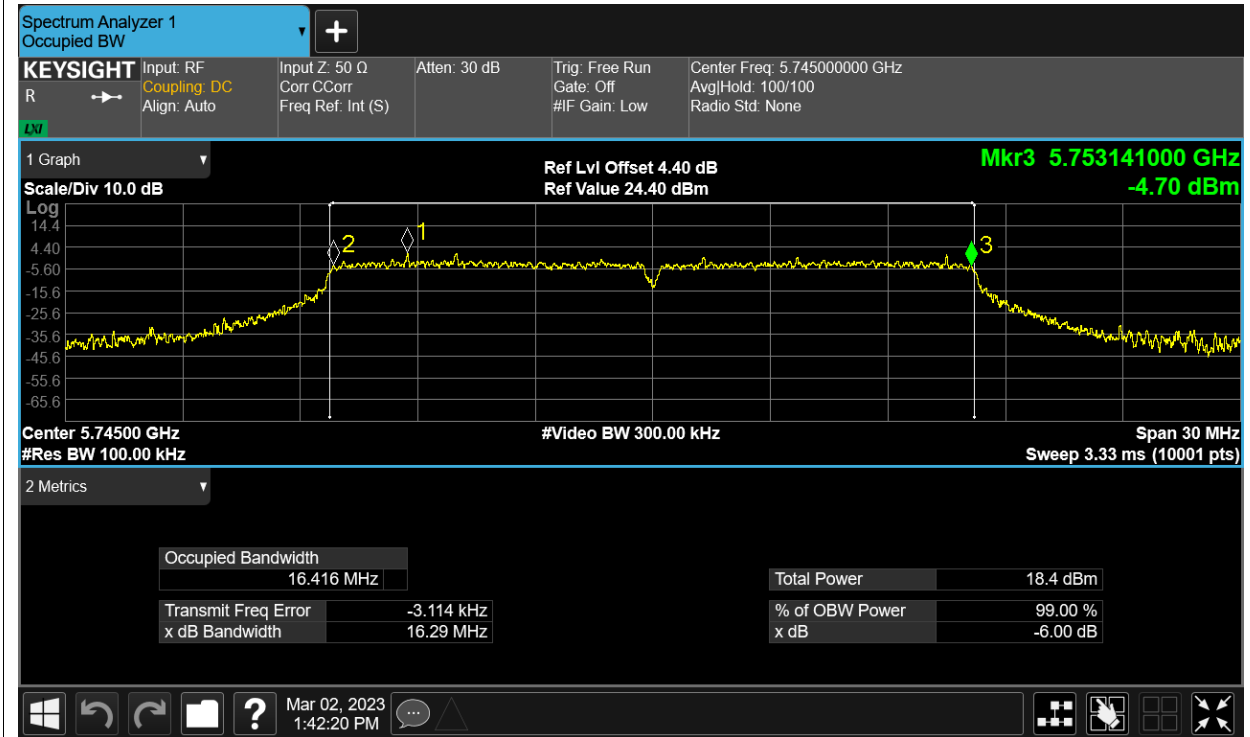 Spectrum Analyzer 1
Occupied BW
KEYSIGHT
R
LXI
Input: RF
Coupling: DC
Align: Auto
Input Z: 50 Ω
Corr CCorr
Freq Ref: Int (S)
Atten: 30 dB
Trig: Free Run
Gate: Off
#IF Gain: Low
Center Freq: 5.745000000 GHz
Avg|Hold: 100/100
Radio Std: None
1 Graph
Scale/Div 10.0 dB
Ref Lvl Offset 4.40 dB
Ref Value 24.40 dBm
Mkr3 5.753141000 GHz
-4.70 dBm
Log
14.4
4.40
-5.60
-15.6
-25.6
-35.6
-45.6
-55.6
-65.6
2
1
3
Center 5.74500 GHz
#Video BW 300.00 kHz
Span 30 MHz
#Res BW 100.00 kHz
Sweep 3.33 ms (10001 pts)
2 Metrics
Occupied Bandwidth
16.416 MHz
Transmit Freq Error -3.114 kHz
x dB Bandwidth 16.29 MHz
Total Power 18.4 dBm
% of OBW Power 99.00 %
x dB -6.00 dB
?
Mar 02, 2023
1:42:20 PM